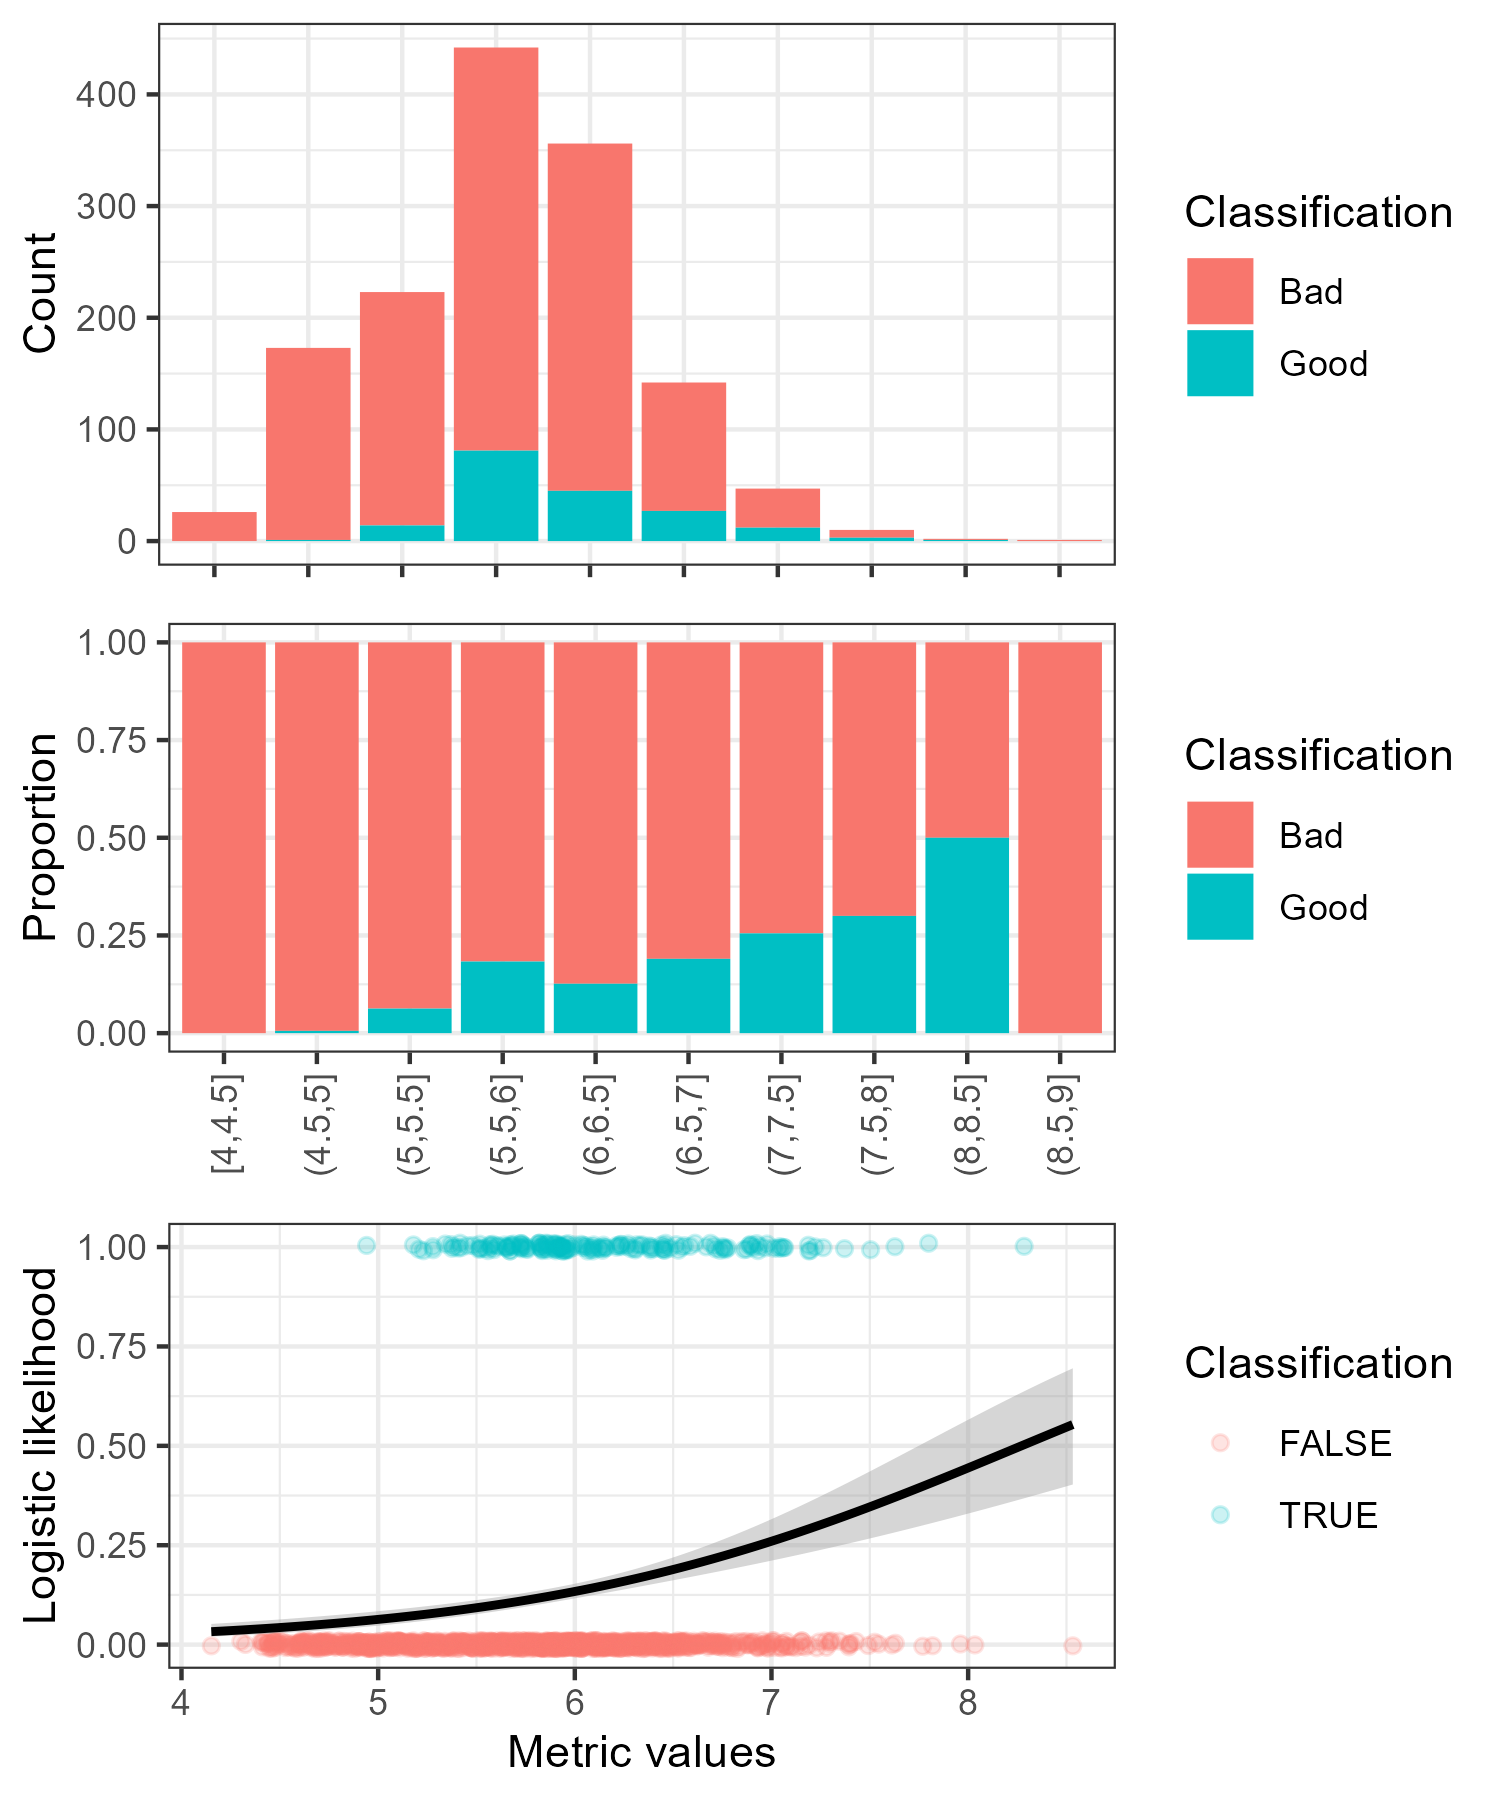 Count
400
300
200
100
0
Classification
Bad
Good
Proportion
1.00
0.75
0.50
0.25
0.00
[4,4.5]
(4.5,5]
(5,5.5]
(5.5,6]
(6,6.5]
(6.5,7]
(7,7.5]
(7.5,8]
(8,8.5]
(8.5,9]
Classification
Bad
Good
Logistic likelihood
1.00
0.75
0.50
0.25
0.00
4 5 6 7 8
Metric values
Classification
FALSE
TRUE